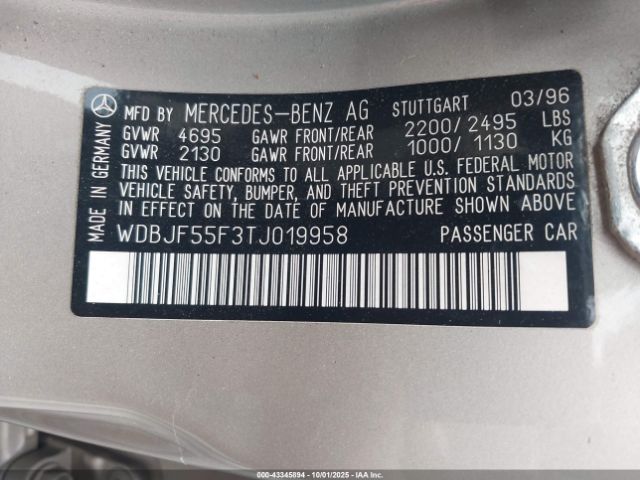 MADE IN GERMANY
MFD BY MERCEDES-BENZ AG STUTTGART 03/96
GVWR 4695 GAWR FRONT/REAR 2200/2495 LBS
GVWR 2130 GAWR FRONT/REAR 1000/1130 KG
THIS VEHICLE CONFORMS TO ALL APPLICABLE U.S. FEDERAL MOTOR
VEHICLE SAFETY, BUMPER, AND THEFT PREVENTION STANDARDS
IN EFFECT ON THE DATE OF MANUFACTURE SHOWN ABOVE
WDBJF55F3TJ019958 PASSENGER CAR
000-43345894 - 10/01/2025 - IAAI, Inc.